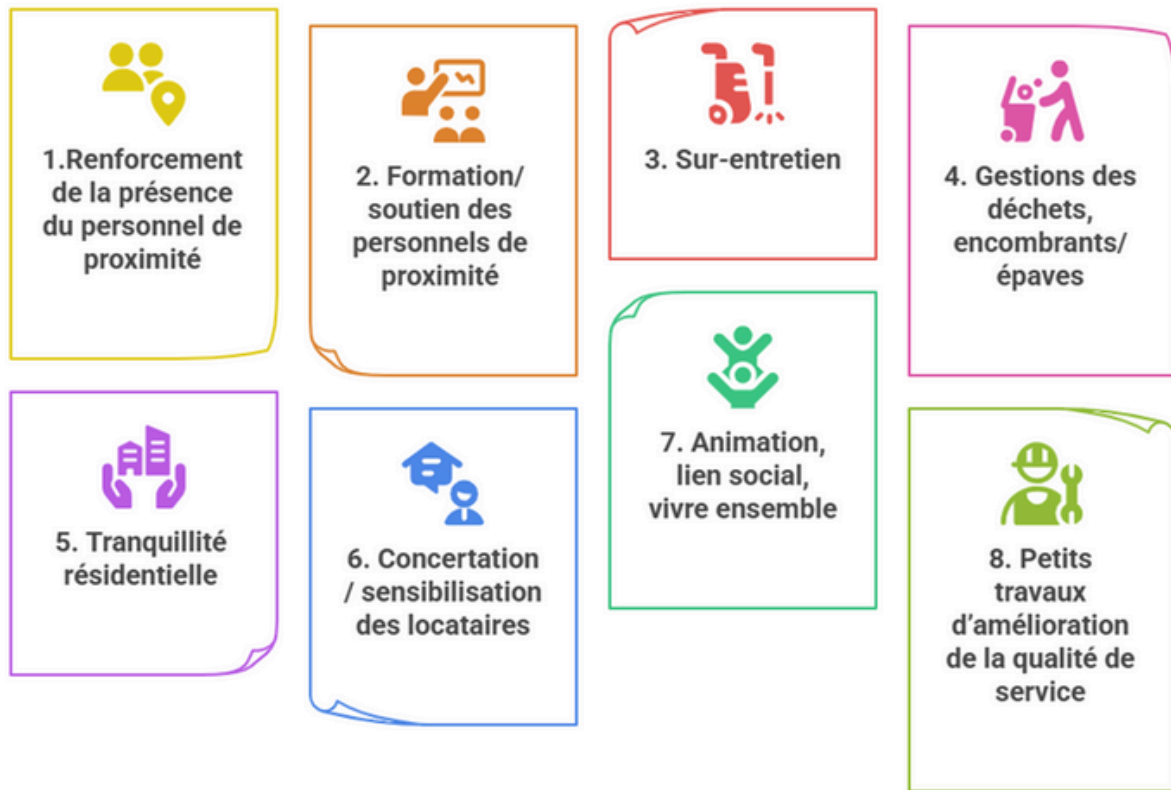 1.Renforcement
de la présence
du personnel de
proximité
2. Formation/
soutien des
personnels de
proximité
3. Sur-entretien
4. Gestions des
déchets,
encombrants/
épaves
5. Tranquillité
résidentielle
6. Concertation
/ sensibilisation
des locataires
7. Animation,
lien social,
vivre ensemble
8. Petits
travaux
d’amélioration
de la qualité de
service